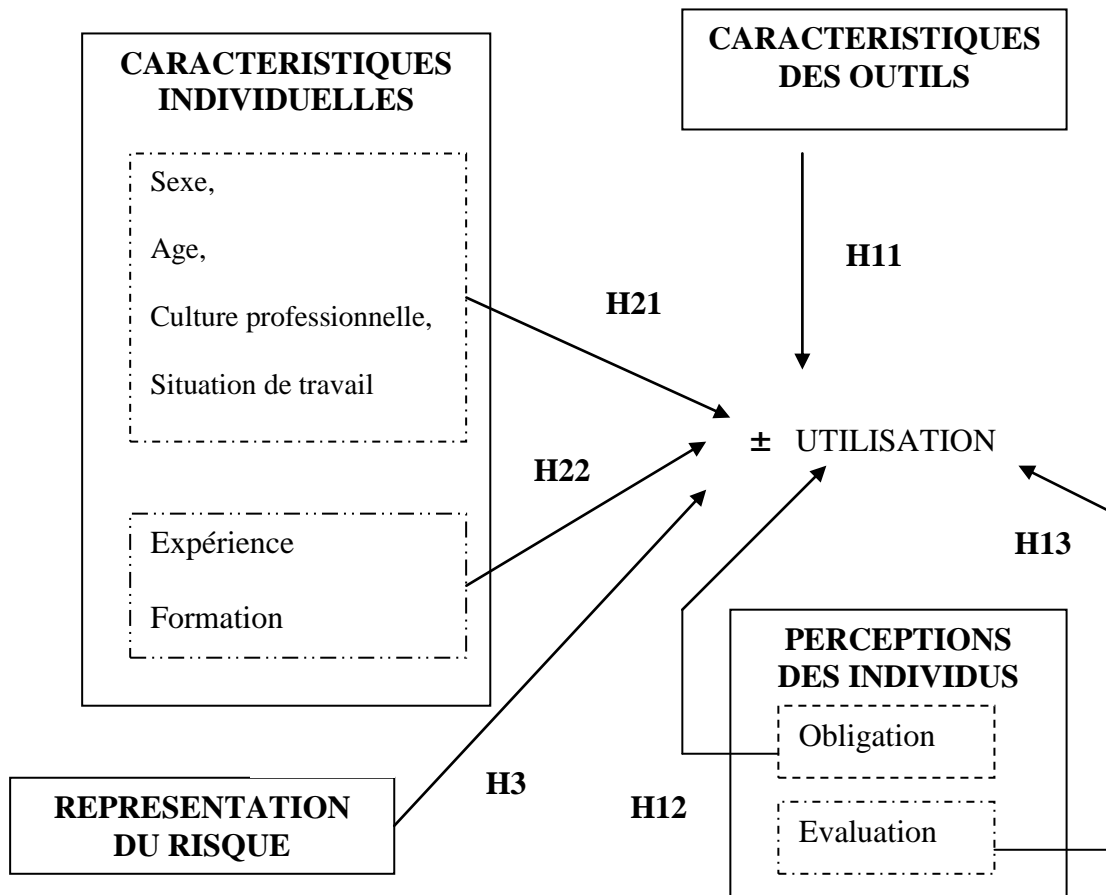 CARACTERISTIQUES
INDIVIDUELLES
Sexe,
Age,
Culture professionnelle,
Situation de travail
Expérience
Formation
CARACTERISTIQUES
DES OUTILS
H11
H21
± UTILISATION
H22
H13
PERCEPTIONS
DES INDIVIDUS
Obligation
Evaluation
H12
H3
REPRESENTATION
DU RISQUE